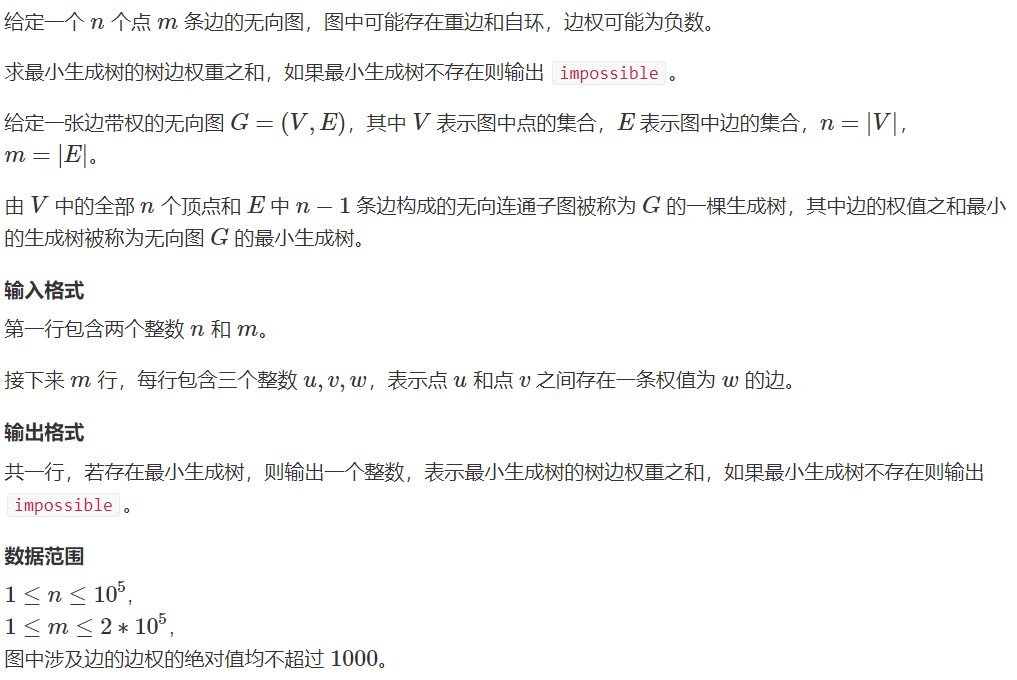 给定一个 n 个点 m 条边的无向图，图中可能存在重边和自环，边权可能为负数。
求最小生成树的树边权重之和，如果最小生成树不存在则输出 impossible 。
给定一张边带权的无向图 G = (V, E)，其中 V 表示图中点的集合，E 表示图中边的集合，n = |V|，
m = |E|。
由 V 中的全部 n 个顶点和 E 中 n − 1 条边构成的无向连通子图被称为 G 的一棵生成树，其中边的权值之和最小
的生成树被称为无向图 G 的最小生成树。
输入格式
第一行包含两个整数 n 和 m。
接下来 m 行，每行包含三个整数 u, v, w，表示点 u 和点 v 之间存在一条权值为 w 的边。
输出格式
共一行，若存在最小生成树，则输出一个整数，表示最小生成树的树边权重之和，如果最小生成树不存在则输出
impossible 。
数据范围
1 ≤ n ≤ 10⁵,
1 ≤ m ≤ 2 * 10⁵,
图中涉及边的边权的绝对值均不超过 1000。